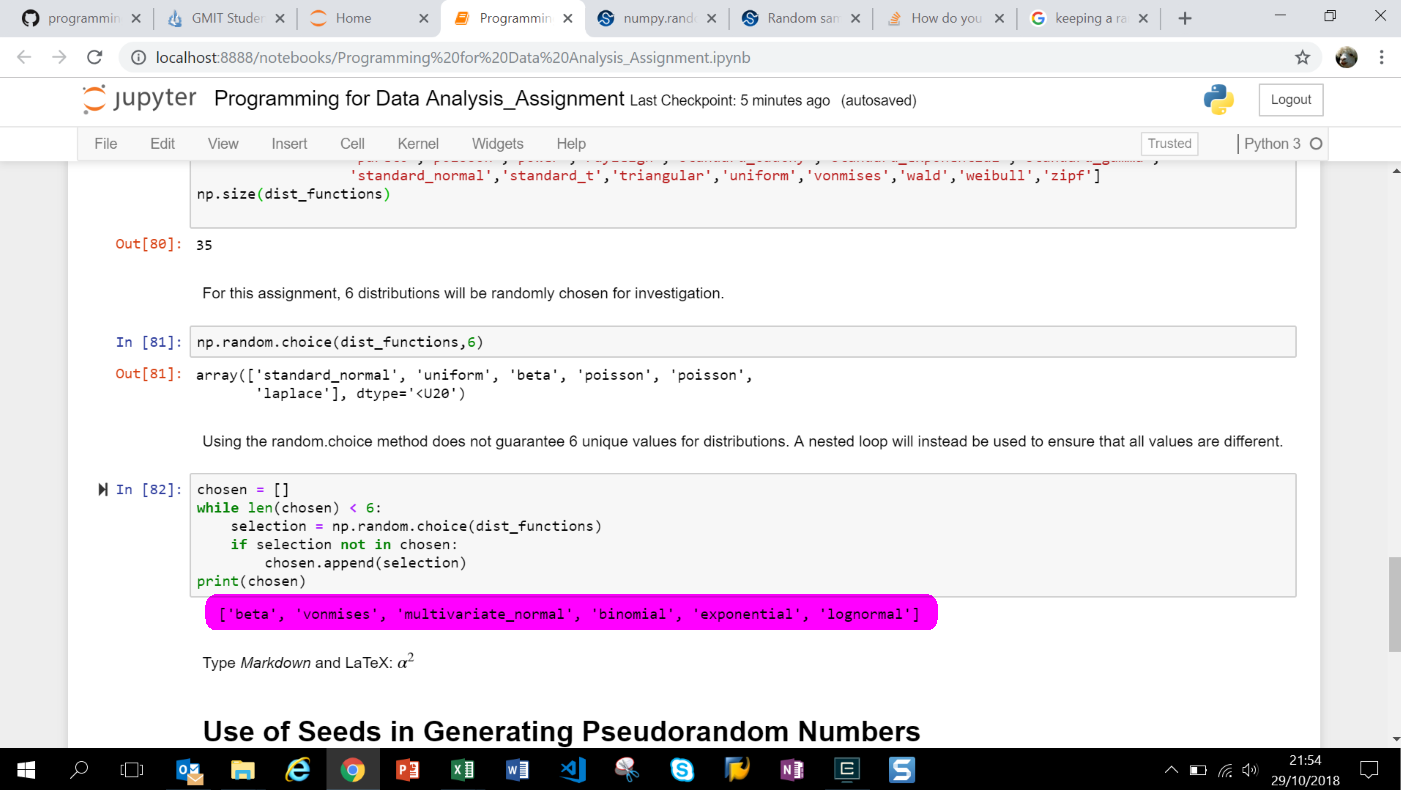 programmin
GMIT Studer
Home
Programmin
numpy.rand
Random sam
How do you
keeping a ra
localhost:8888/notebooks/Programming%20for%20Data%20Analysis_Assignment.ipynb
jupyter Programming for Data Analysis_Assignment Last Checkpoint: 5 minutes ago (autosaved)
Logout
File Edit View Insert Cell Kernel Widgets Help
Trusted
Python 3
'standard_normal','standard_t','triangular','uniform','vonmises','wald','weibull','zipf']
np.size(dist_functions)
Out[80]: 35
For this assignment, 6 distributions will be randomly chosen for investigation.
In [81]: np.random.choice(dist_functions,6)
Out[81]: array(['standard_normal', 'uniform', 'beta', 'poisson', 'poisson',
'laplace'], dtype='<U20')
Using the random.choice method does not guarantee 6 unique values for distributions. A nested loop will instead be used to ensure that all values are different.
In [82]: chosen = []
while len(chosen) < 6:
selection = np.random.choice(dist_functions)
if selection not in chosen:
chosen.append(selection)
print(chosen)
['beta', 'vonmises', 'multivariate_normal', 'binomial', 'exponential', 'lognormal']
Type Markdown and LaTeX: α²
Use of Seeds in Generating Pseudorandom Numbers
21:54
29/10/2018